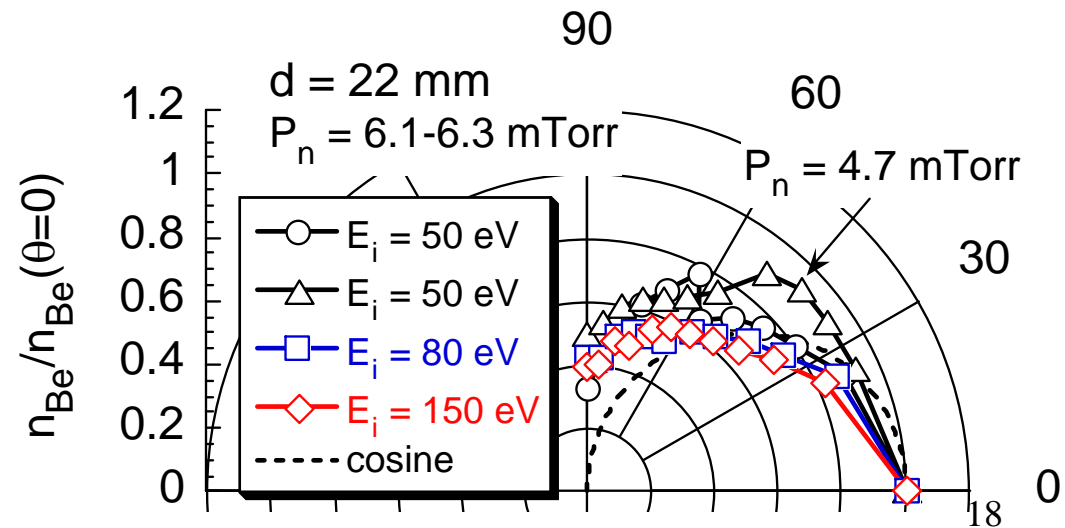 90
d = 22 mm
60
P_n = 6.1-6.3 mTorr
P_n = 4.7 mTorr
30
n_Be/n_Be(θ=0)
1.2
1
0.8
0.6
0.4
0.2
0
E_i = 50 eV
E_i = 50 eV
E_i = 80 eV
E_i = 150 eV
cosine
0
18